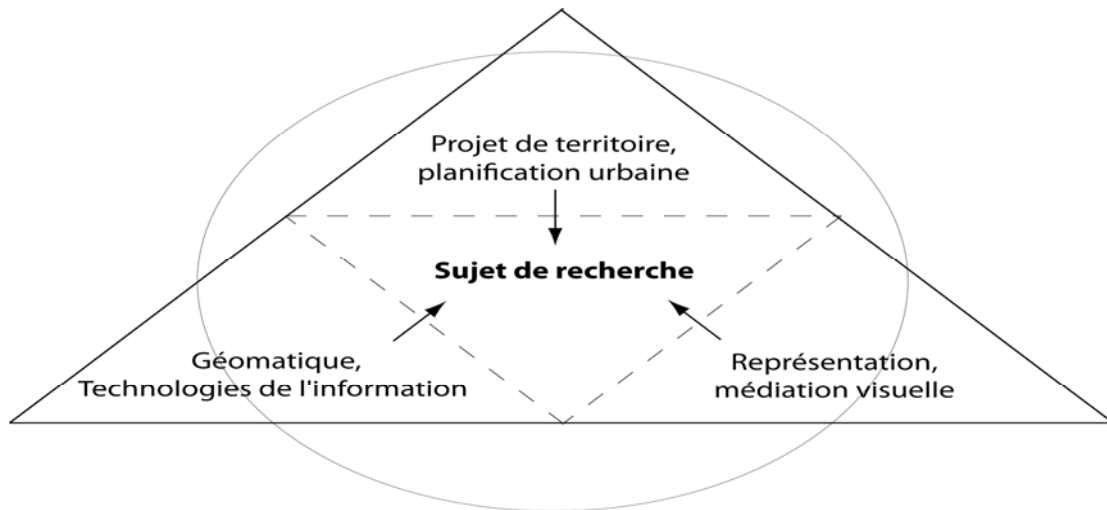 Projet de territoire,
planification urbaine
Sujet de recherche
Géomatique,
Technologies de l'information
Représentation,
médiation visuelle